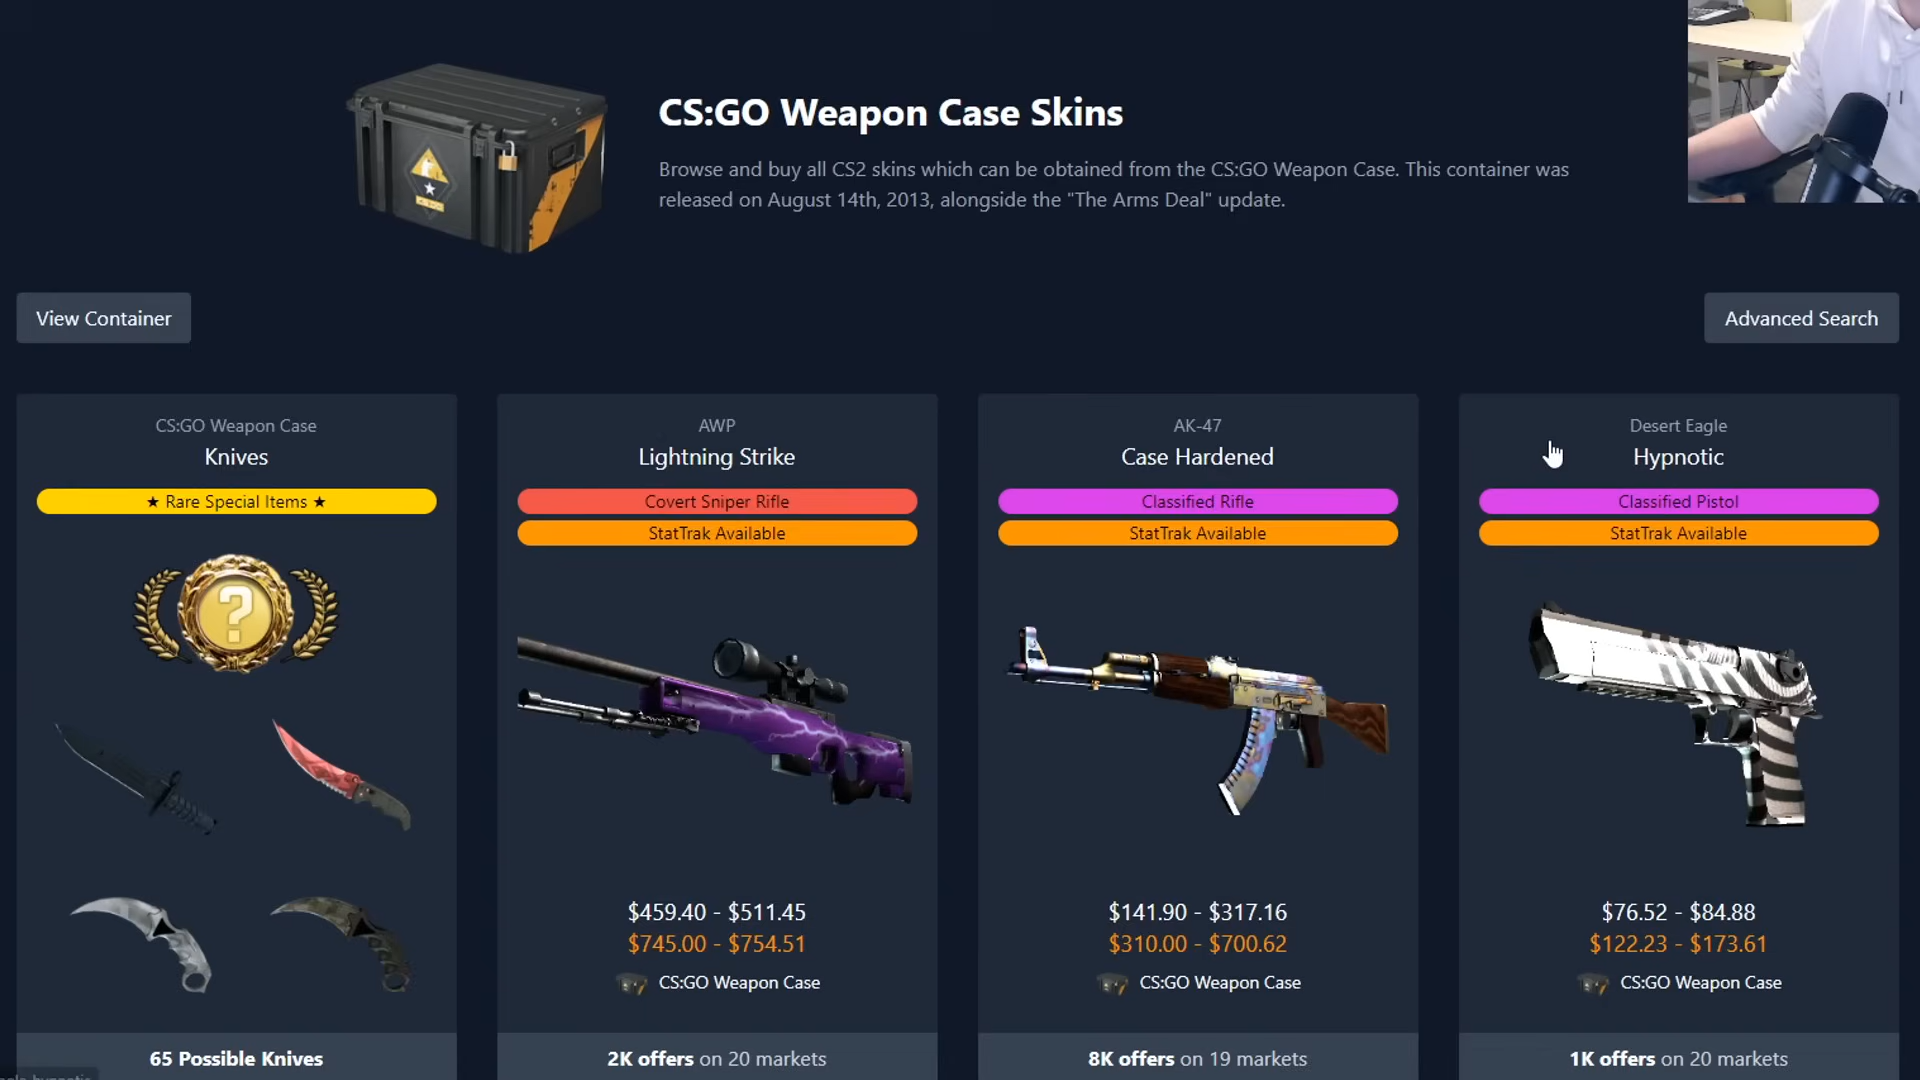 CS:GO Weapon Case Skins
Browse and buy all CS2 skins which can be obtained from the CS:GO Weapon Case. This container was
released on August 14th, 2013, alongside the "The Arms Deal" update.
View Container
Advanced Search
CS:GO Weapon Case
Knives
★ Rare Special Items ★
65 Possible Knives
AWP
Lightning Strike
Covert Sniper Rifle
StatTrak Available
$459.40 - $511.45
$745.00 - $754.51
CS:GO Weapon Case
2K offers on 20 markets
AK-47
Case Hardened
Classified Rifle
StatTrak Available
$141.90 - $317.16
$310.00 - $700.62
CS:GO Weapon Case
8K offers on 19 markets
Desert Eagle
Hypnotic
Classified Pistol
StatTrak Available
$76.52 - $84.88
$122.23 - $173.61
CS:GO Weapon Case
1K offers on 20 markets